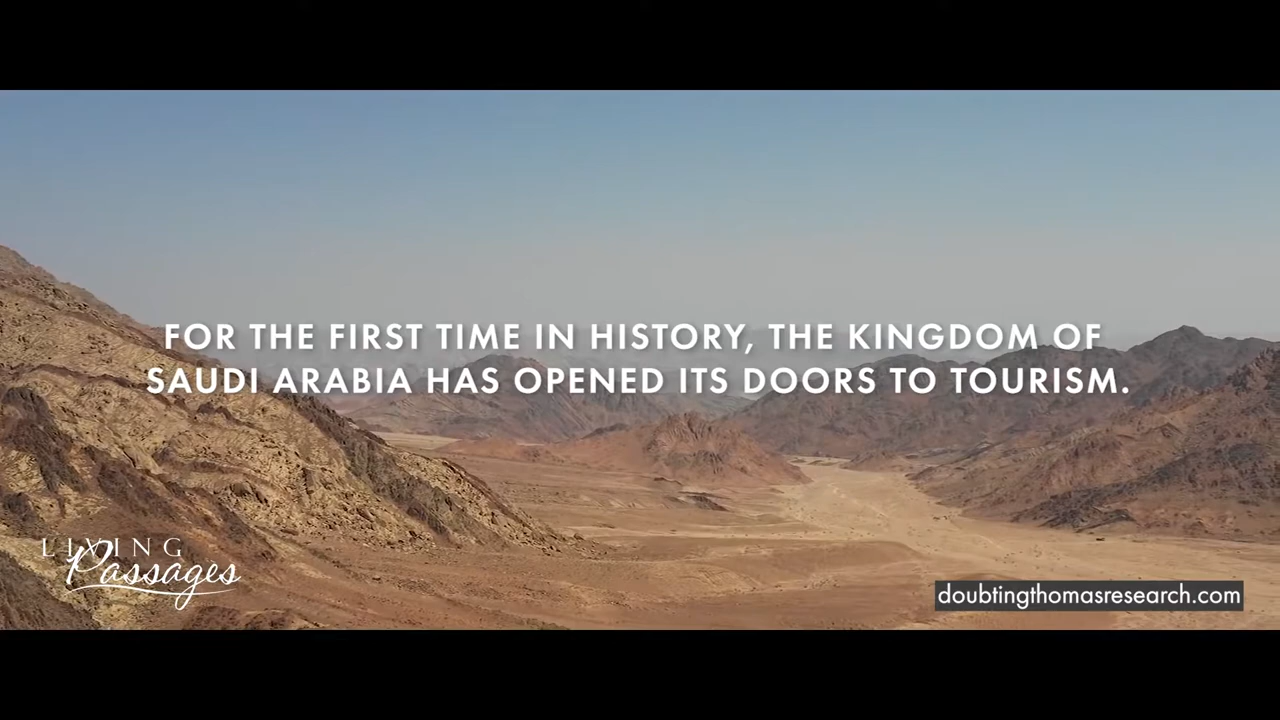 FOR THE FIRST TIME IN HISTORY, THE KINGDOM OF
SAUDI ARABIA HAS OPENED ITS DOORS TO TOURISM.
LIVING
Passages
doubtingthomasresearch.com